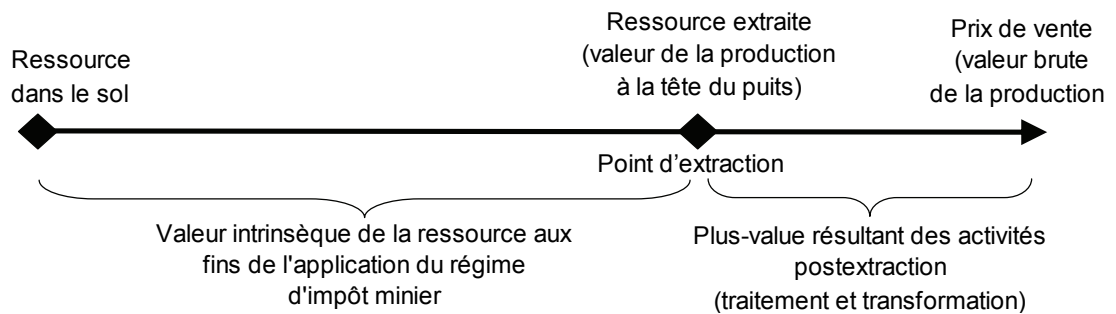 Ressource
dans le sol
Ressource extraite
(valeur de la production
à la tête du puits)
Prix de vente
(valeur brute
de la production
Point d'extraction
Valeur intrinsèque de la ressource aux
fins de l'application du régime
d'impôt minier
Plus-value résultant des activités
postextraction
(traitement et transformation)